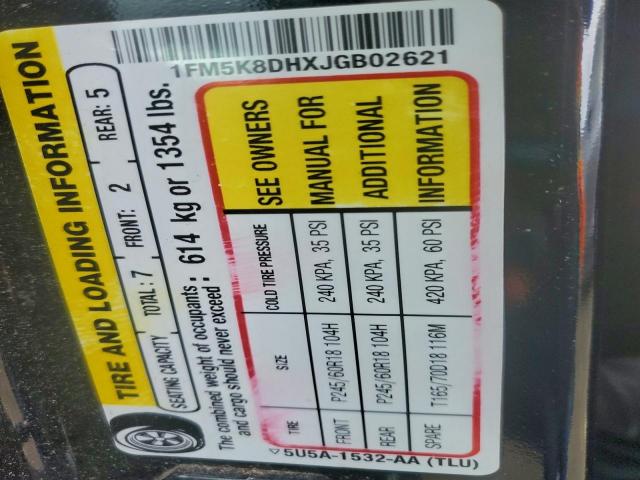 1FM5K8DHXJGB02621
TIRE AND LOADING INFORMATION
SEATING CAPACITY TOTAL: 7 FRONT: 2 REAR: 5
The combined weight of occupants and cargo should never exceed : 614 kg or 1354 lbs.
TIRE SIZE COLD TIRE PRESSURE
FRONT P245/60R18 104H 240 KPA, 35 PSI
REAR P245/60R18 104H 240 KPA, 35 PSI
SPARE T165/70D18 116M 420 KPA, 60 PSI
SEE OWNERS
MANUAL FOR
ADDITIONAL
INFORMATION
5U5A-1532-AA (TLU)